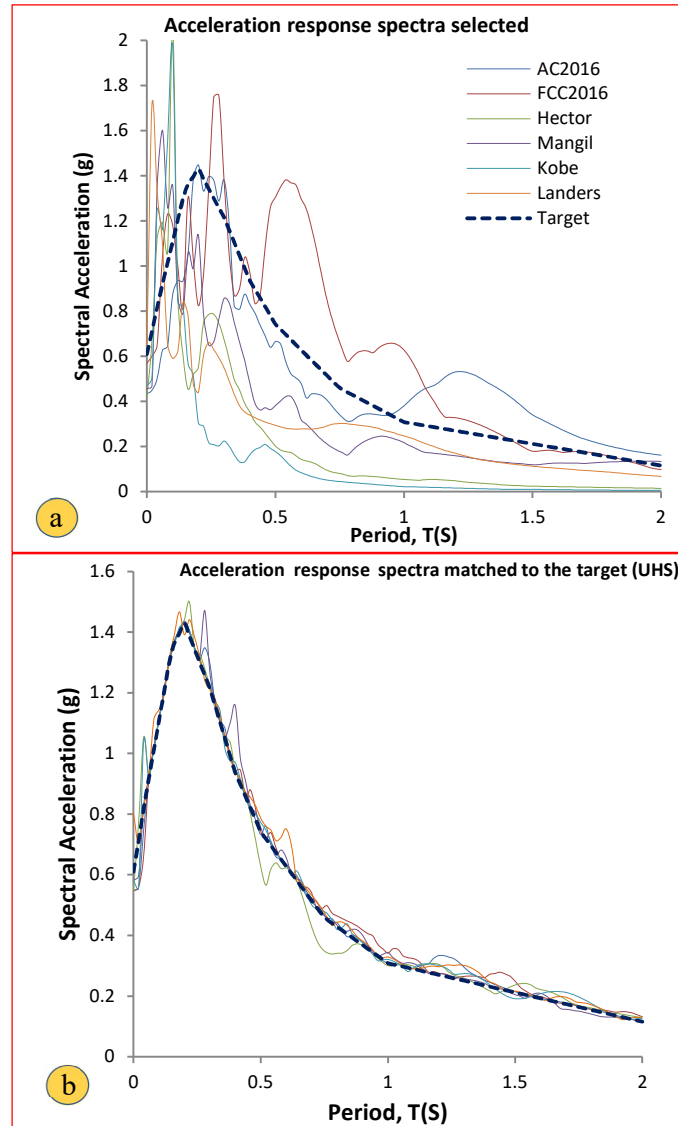 Acceleration response spectra selected
2
1.8
1.6
1.4
1.2
1
0.8
0.6
0.4
0.2
0
Spectral Acceleration (g)
AC2016
FCC2016
Hector
Mangil
Kobe
Landers
Target
0 0.5 1 1.5 2
Period, T(S)
a
Acceleration response spectra matched to the target (UHS)
1.6
1.4
1.2
1
0.8
0.6
0.4
0.2
0
Spectral Acceleration (g)
0 0.5 1 1.5 2
Period, T(S)
b